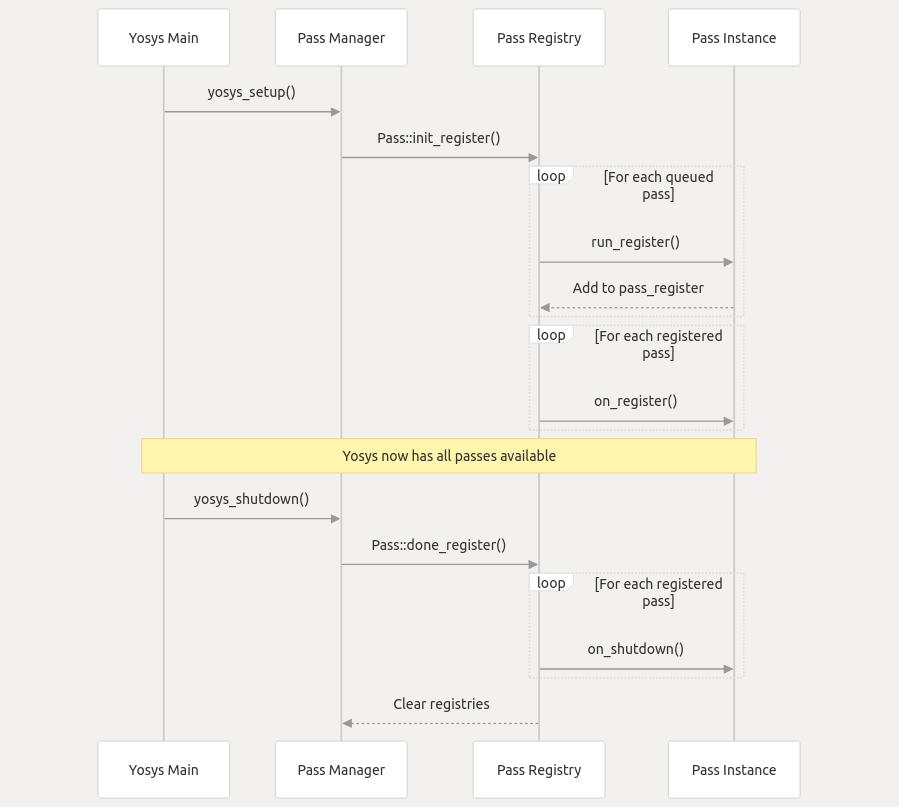 Yosys Main
Pass Manager
Pass Registry
Pass Instance
yosys_setup()
Pass::init_register()
loop
[For each queued
pass]
run_register()
Add to pass_register
loop
[For each registered
pass]
on_register()
Yosys now has all passes available
yosys_shutdown()
Pass::done_register()
loop
[For each registered
pass]
on_shutdown()
Clear registries
Yosys Main
Pass Manager
Pass Registry
Pass Instance